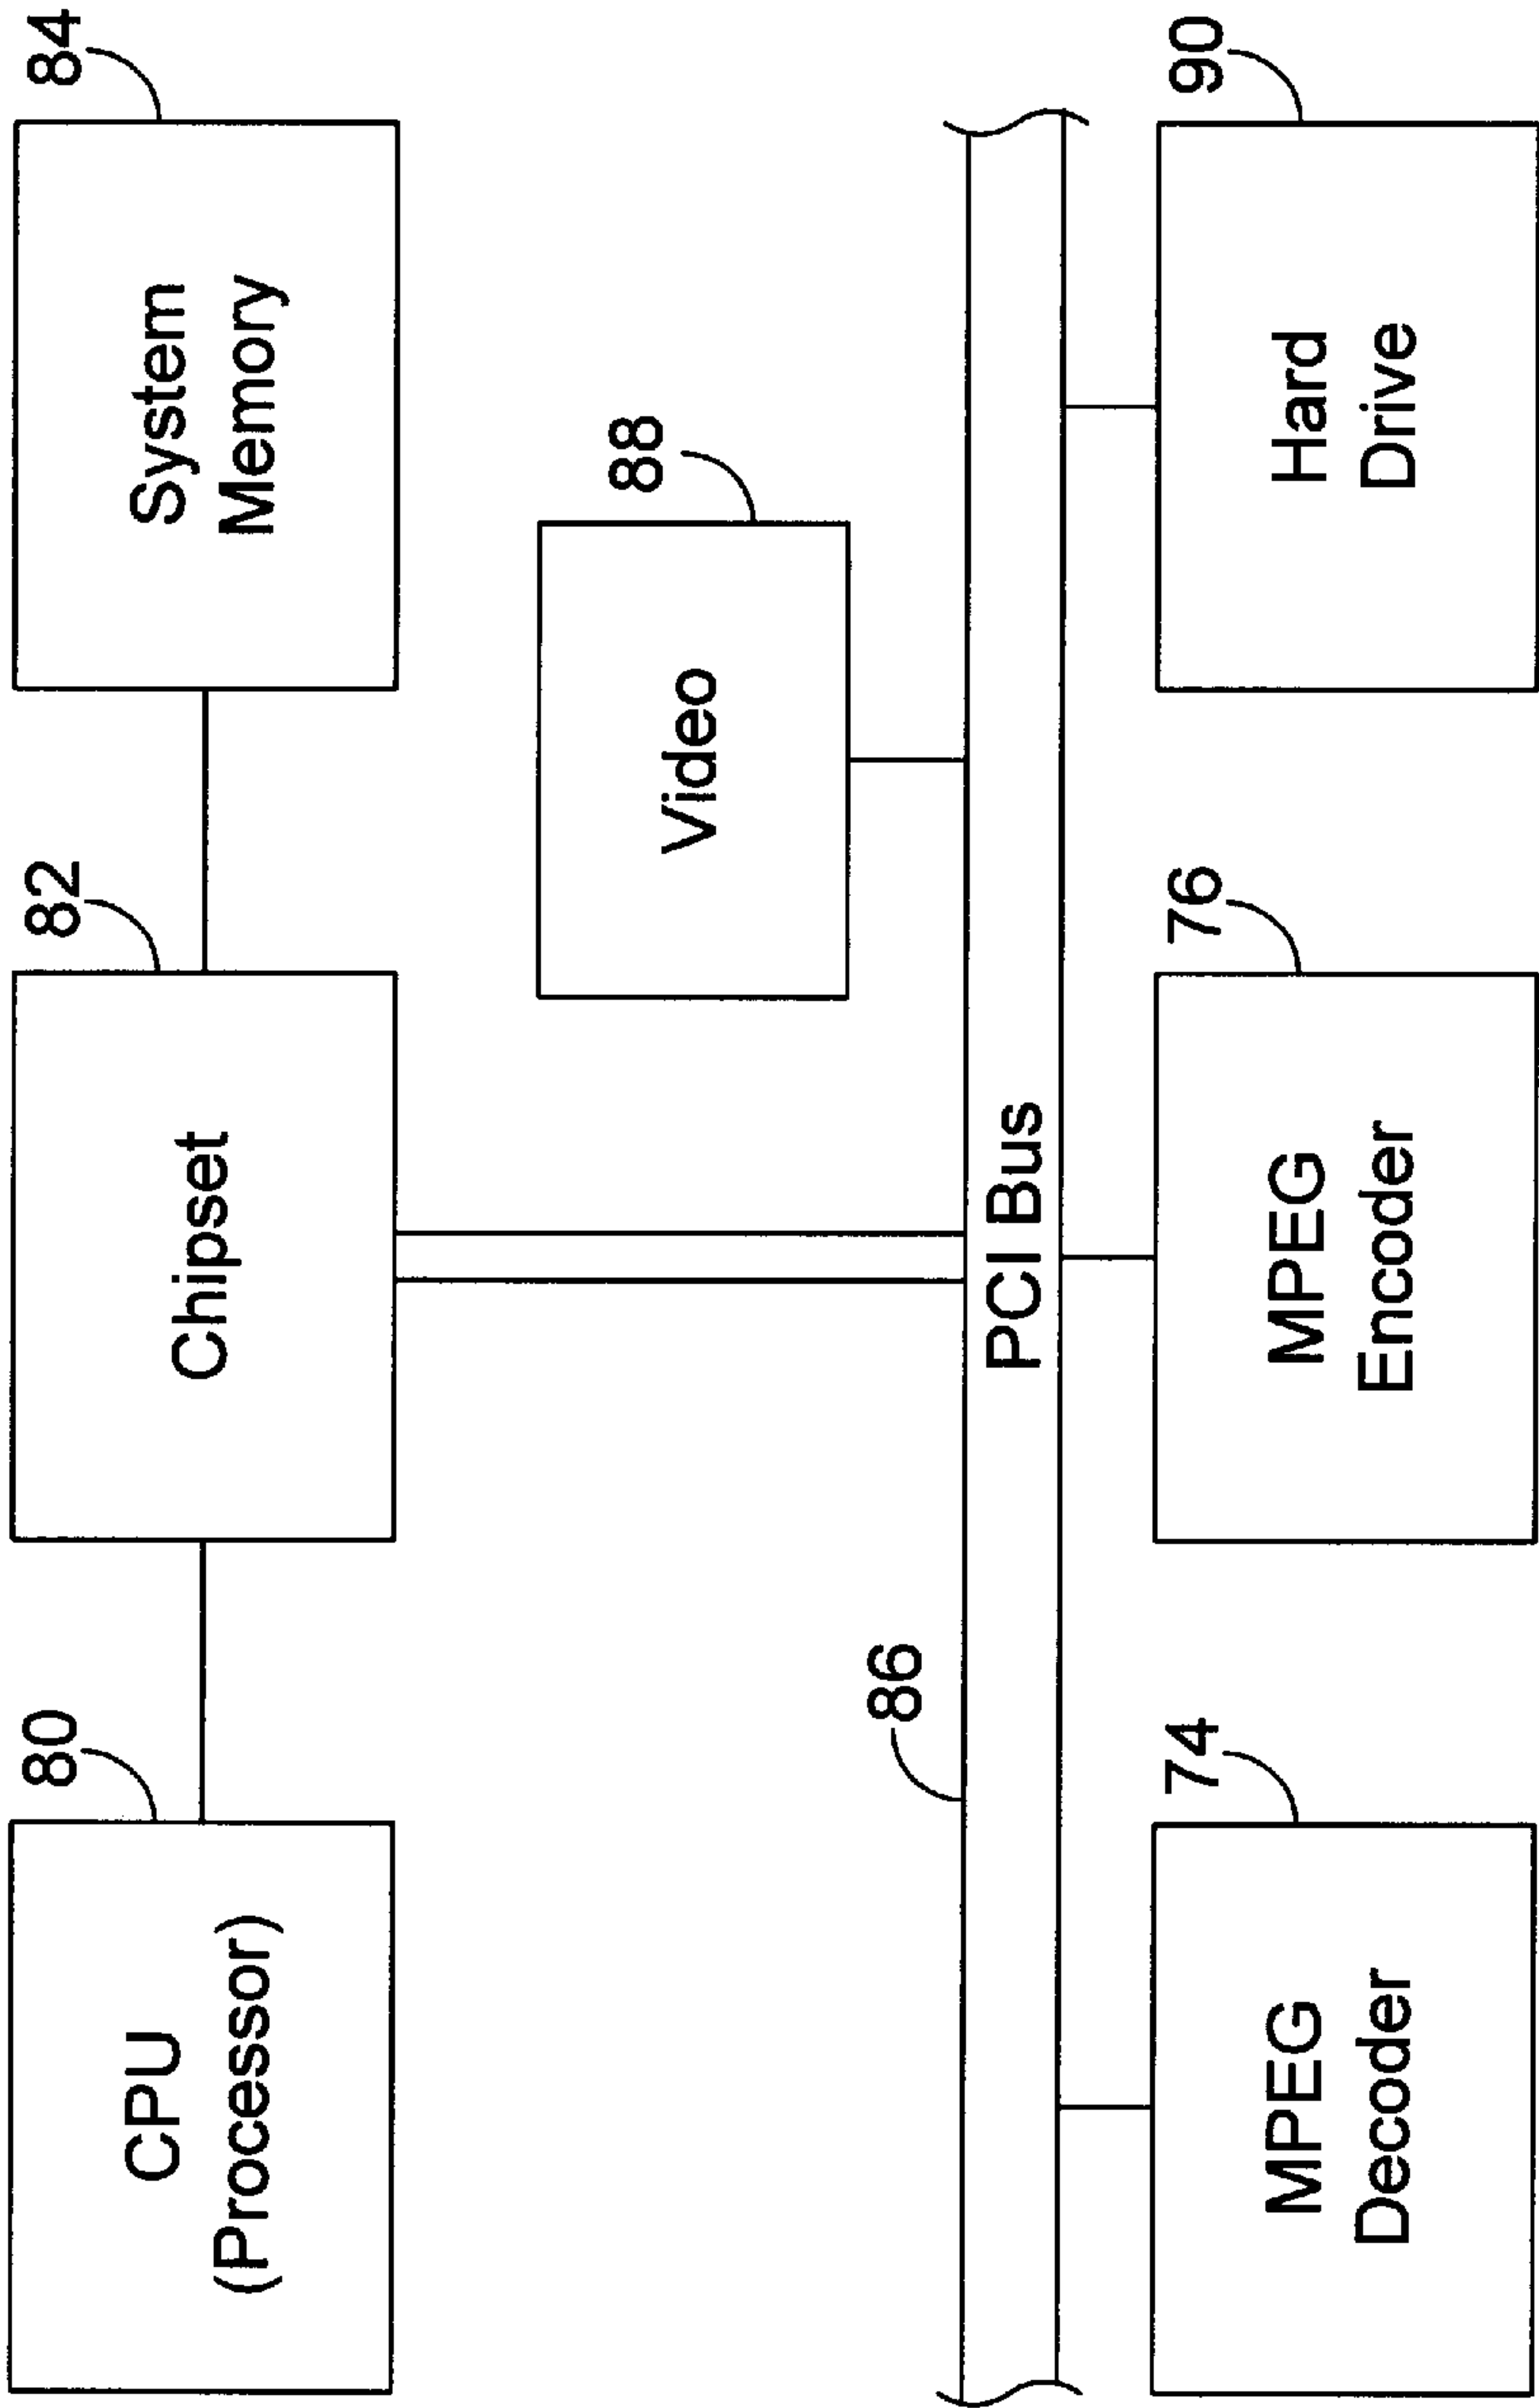 80
CPU
(Processor)
82
Chipset
84
System
Memory
88
Video
86
PCI Bus
74
MPEG
Decoder
76
MPEG
Encoder
90
Hard
Drive